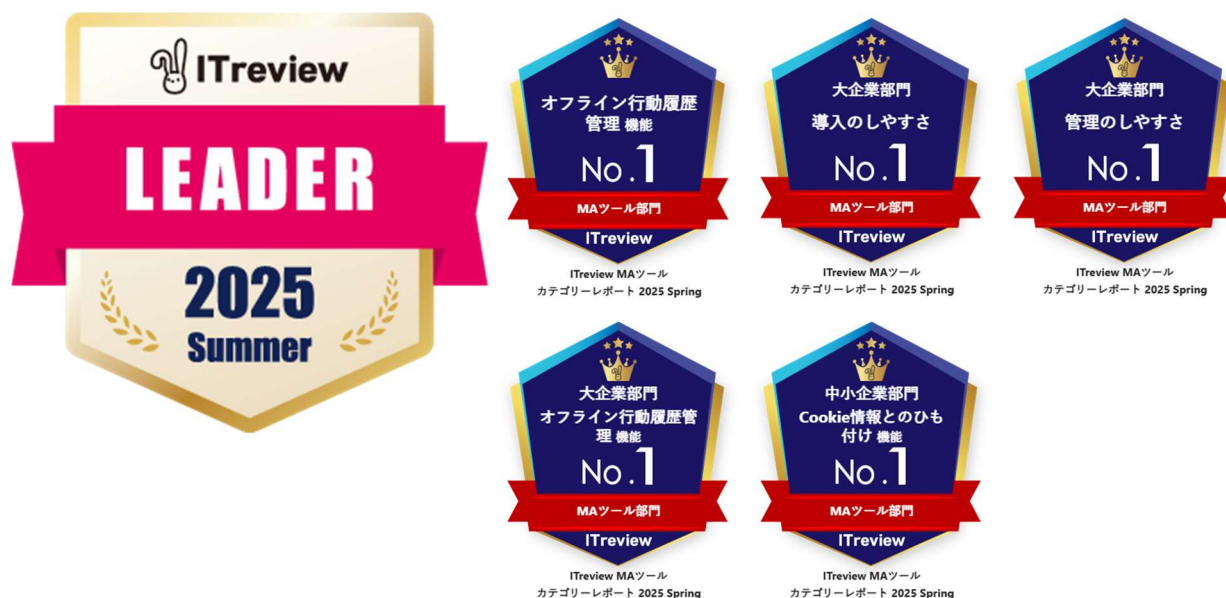 ITreview
LEADER
2025
Summer
オフライン行動履歴
管理 機能
No.1
MAツール部門
ITreview
ITreview MAツール
カテゴリーレポート 2025 Spring
大企業部門
導入のしやすさ
No.1
MAツール部門
ITreview
ITreview MAツール
カテゴリーレポート 2025 Spring
大企業部門
管理のしやすさ
No.1
MAツール部門
ITreview
ITreview MAツール
カテゴリーレポート 2025 Spring
大企業部門
オフライン行動履歴管
理 機能
No.1
MAツール部門
ITreview
ITreview MAツール
カテゴリーレポート 2025 Spring
中小企業部門
Cookie情報とのひも
付け 機能
No.1
MAツール部門
ITreview
ITreview MAツール
カテゴリーレポート 2025 Spring